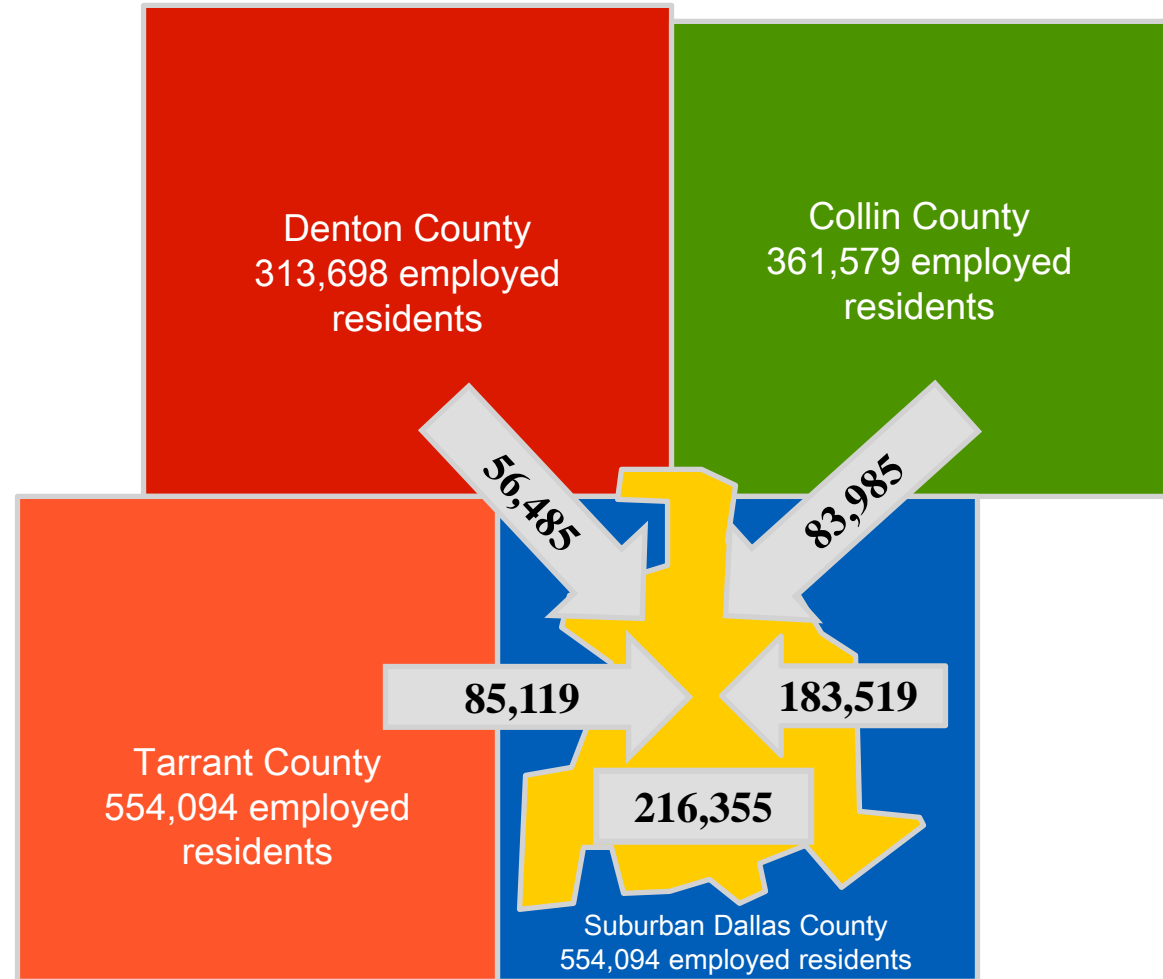 Denton County
313,698 employed
residents
Collin County
361,579 employed
residents
56,485
83,985
85,119
183,519
Tarrant County
554,094 employed
residents
216,355
Suburban Dallas County
554,094 employed residents